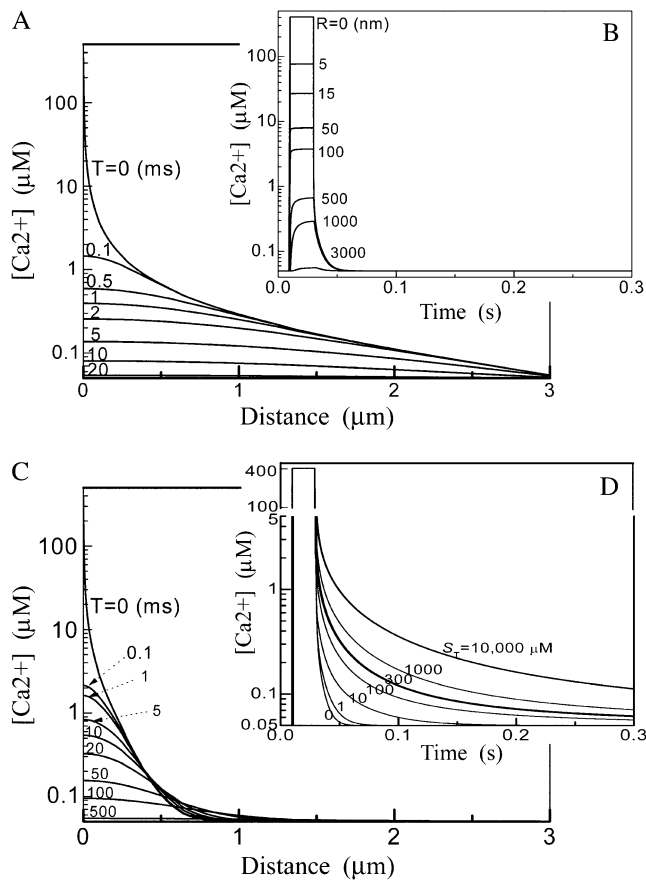 A
[Ca2+] (μM)
100
10
1
0.1
T=0 (ms)
0.1
0.5
1
2
5
10
20
0 1 2 3
Distance (μm)
B
[Ca2+] (μM)
100
10
1
0.1
R=0 (nm)
5
15
50
100
500
1000
3000
0.0 0.1 0.2 0.3
Time (s)
C
[Ca2+] (μM)
100
10
1
0.1
T=0 (ms)
0.1
1
5
10
20
50
100
500
0 1 2 3
Distance (μm)
D
[Ca2+] (μM)
400
100
5
1
0.1
0.05
S_T=10,000 μM
1000
300
100
10
1
0
0.0 0.1 0.2 0.3
Time (s)